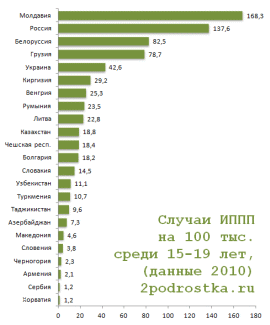 Молдавия 168,3
Россия 137,6
Белоруссия 82,5
Грузия 78,7
Украина 42,6
Киргизия 29,2
Венгрия 25,3
Румыния 23,5
Литва 22,8
Казахстан 18,8
Чешская респ. 18,4
Болгария 18,2
Словакия 14,5
Узбекистан 11,1
Туркмения 10,7
Таджикистан 9,6
Азербайджан 7,3
Македония 4,6
Словения 3,8
Черногория 2,3
Армения 2,1
Сербия 1,2
Хорватия 1,2
Случаи ИППП
на 100 тыс.
среди 15-19 лет,
(данные 2010)
2podrostka.ru
0 20 40 60 80 100 120 140 160 180